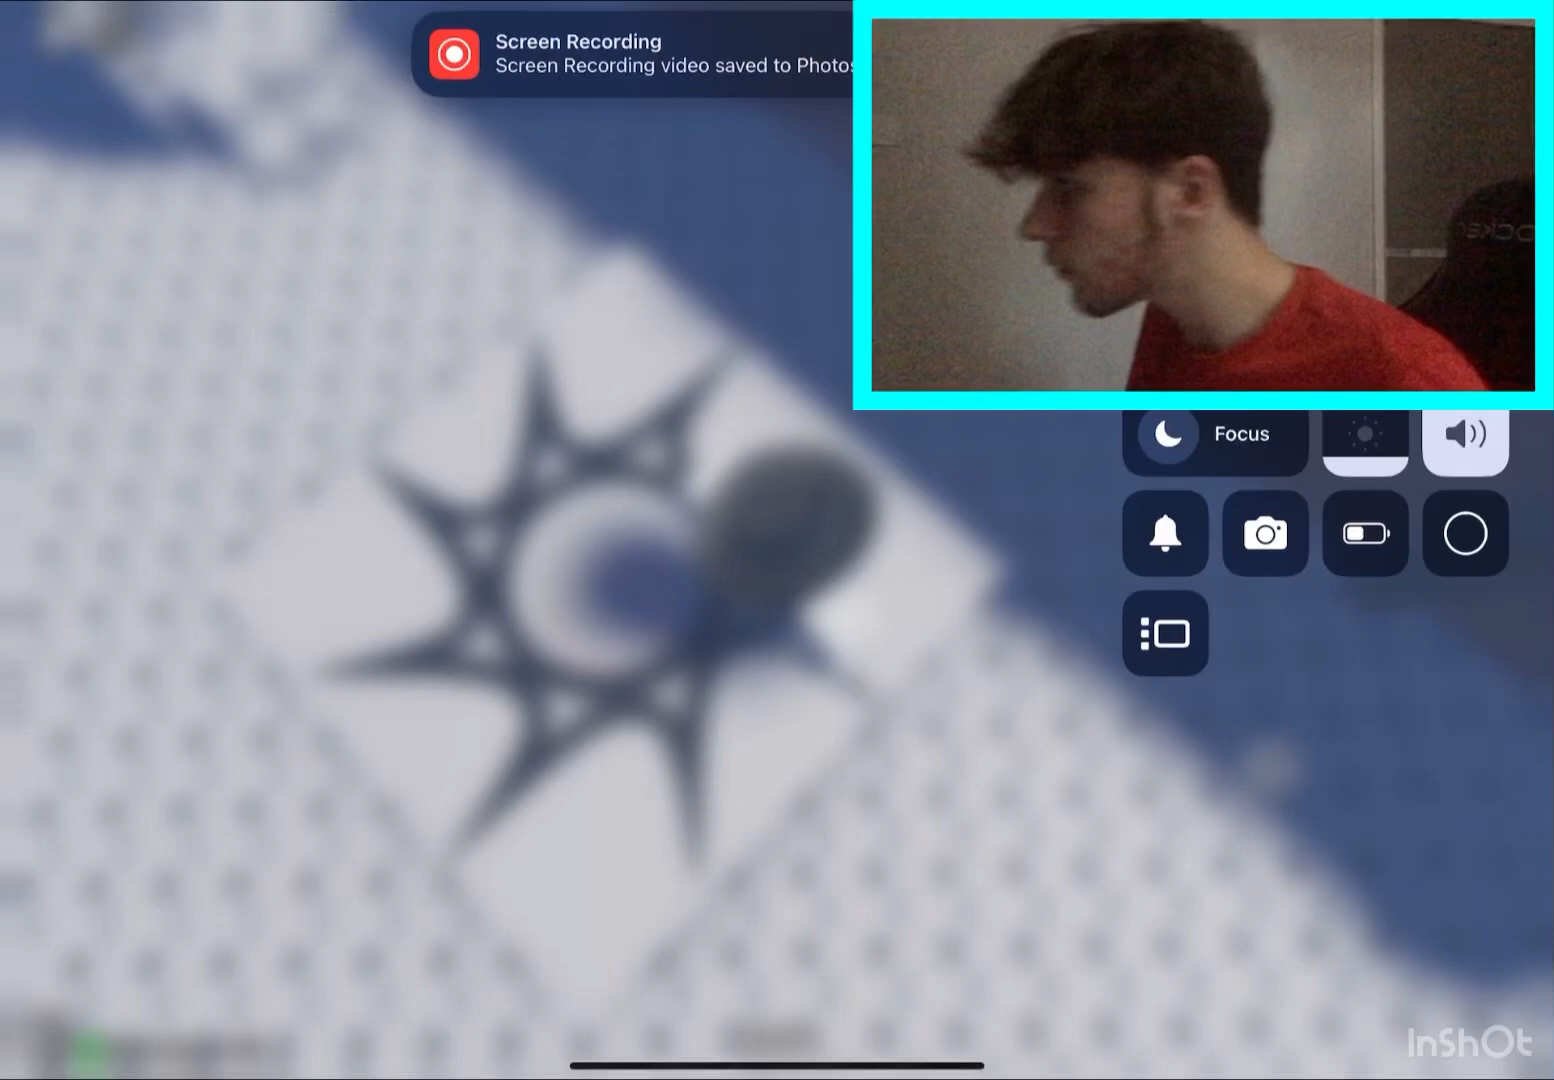 Screen Recording
Screen Recording video saved to Photos
Focus
InShOt